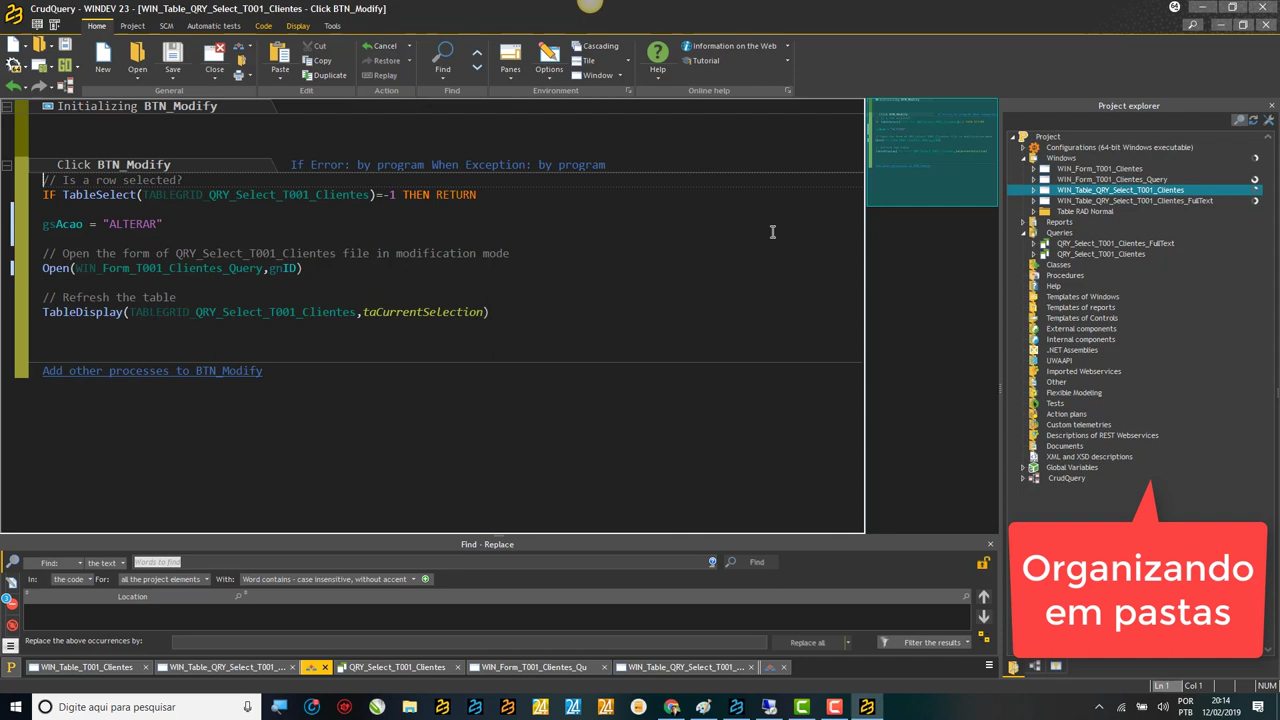 CrudQuery - WINDEV 23 - [WIN_Table_QRY_Select_T001_Clientes - Click BTN_Modify]
64
Home Project SCM Automatic tests Code Display Tools
GO
New Open Save Close
Cut
Copy
Duplicate
Paste
Cancel
Restore
Replay
Find
Panes Options
Cascading
Tile
Window
Help
Information on the Web
Tutorial
General Edit Action Find Environment Online help
Initializing BTN_Modify
Click BTN_Modify If Error: by program When Exception: by program
// Is a row selected?
IF TableSelect(TABLEGRID_QRY_Select_T001_Clientes)=-1 THEN RETURN
gsAcao = "ALTERAR"
// Open the form of QRY_Select_T001_Clientes file in modification mode
Open(WIN_Form_T001_Clientes_Query,gnID)
// Refresh the table
TableDisplay(TABLEGRID_QRY_Select_T001_Clientes,taCurrentSelection)
Add other processes to BTN_Modify
Project explorer
Project
Configurations (64-bit Windows executable)
Windows
WIN_Form_T001_Clientes
WIN_Form_T001_Clientes_Query
WIN_Table_QRY_Select_T001_Clientes
WIN_Table_QRY_Select_T001_Clientes_FullText
Table RAD Normal
Reports
Queries
QRY_Select_T001_Clientes_FullText
QRY_Select_T001_Clientes
Classes
Procedures
Help
Templates of Windows
Templates of reports
Templates of Controls
External components
Internal components
.NET Assemblies
UWAAPI
Imported Webservices
Other
Flexible Modeling
Tests
Action plans
Custom telemetries
Descriptions of REST Webservices
Documents
XML and XSD descriptions
Global Variables
CrudQuery
Organizando
em pastas
Find - Replace
Find: the text Words to find Find
In: the code For: all the project elements With: Word contains - case insensitive, without accent
Location
Replace the above occurrences by: Replace all Filter the results
WIN_Table_T001_Clientes WIN_Table_QRY_Select_T001_... QRY_Select_T001_Clientes WIN_Form_T001_Clientes_Qu WIN_Table_QRY_Select_T001_...
Ln 1 Col 1 NUM
Digite aqui para pesquisar
24 24 24
POR
PTB
20:14
12/02/2019